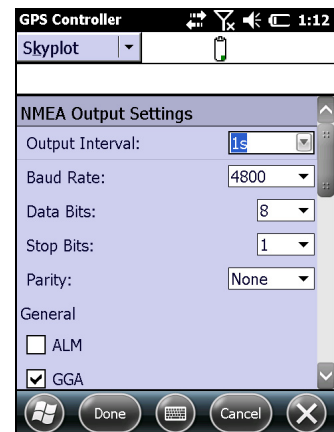 GPS Controller 1:12
Skyplot
NMEA Output Settings
Output Interval: 1s
Baud Rate: 4800
Data Bits: 8
Stop Bits: 1
Parity: None
General
ALM
GGA
Done Cancel